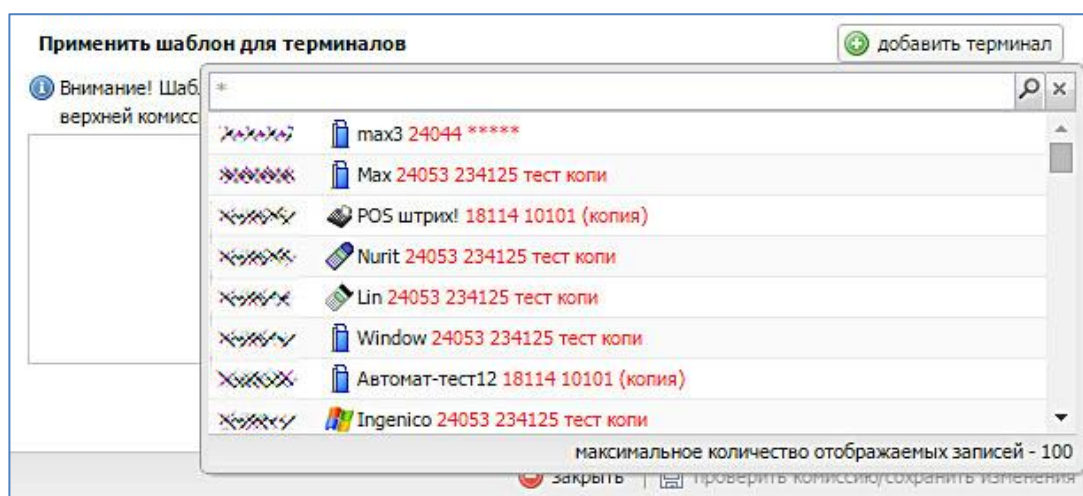 Применить шаблон для терминалов
добавить терминал
Внимание! Шаб
верхней комисс
*
max3 24044 *****
Max 24053 234125 тест копи
POS штрих! 18114 10101 (копия)
Nurit 24053 234125 тест копи
Lin 24053 234125 тест копи
Window 24053 234125 тест копи
Автомат-тест12 18114 10101 (копия)
Ingenico 24053 234125 тест копи
максимальное количество отображаемых записей - 100
закрыть | проверить комиссию/сохранить изменения